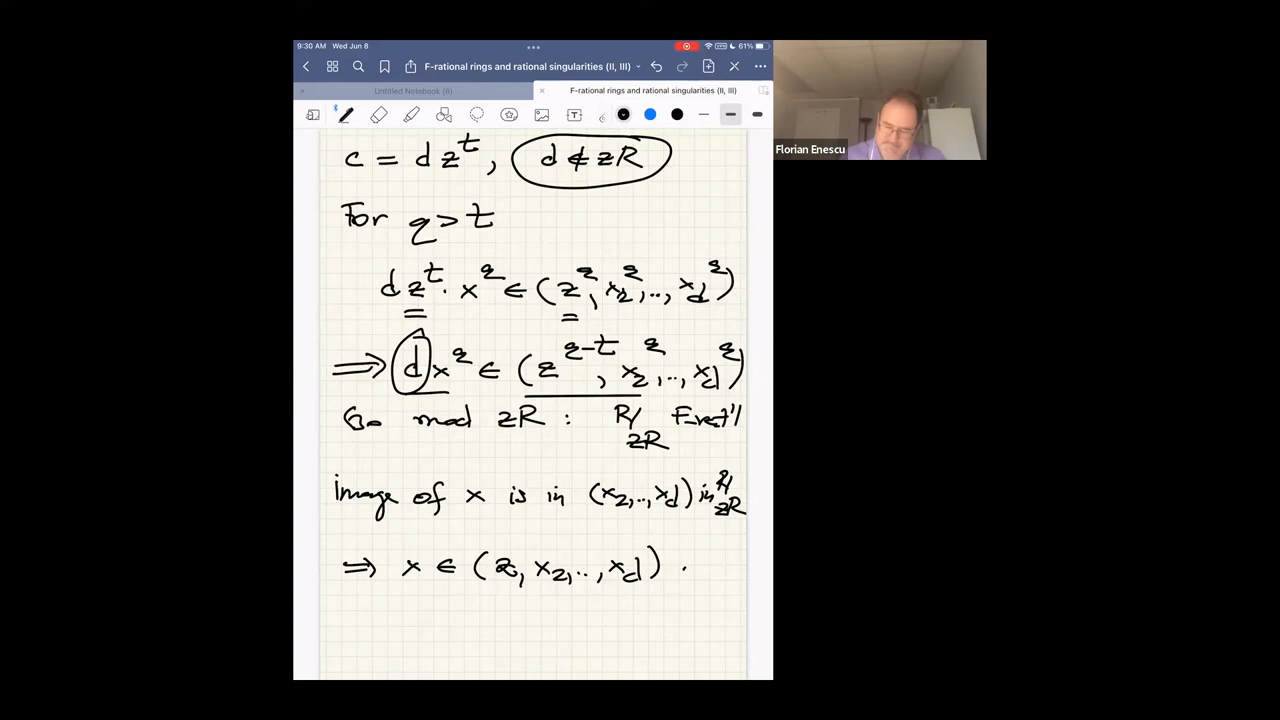 9:30 AM Wed Jun 8
61%
F-rational rings and rational singularities (II, III)
Untitled Notebook (8)
F-rational rings and rational singularities (II, III)
Florian Enescu
c = d z^t, d ∉ zR
For q > t
d z^t · x^q ∈ (z^q, x_2^q, .., x_d^q)
⟹ d x^q ∈ (z^{q-t}, x_2^q, .., x_d^q)
Go mod zR : R/zR F-rat'l
image of x is in (x_2, .., x_d) in R/zR
⟹ x ∈ (z, x_2, .., x_d) .